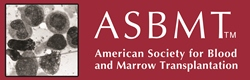 ASBMT™
American Society for Blood
and Marrow Transplantation